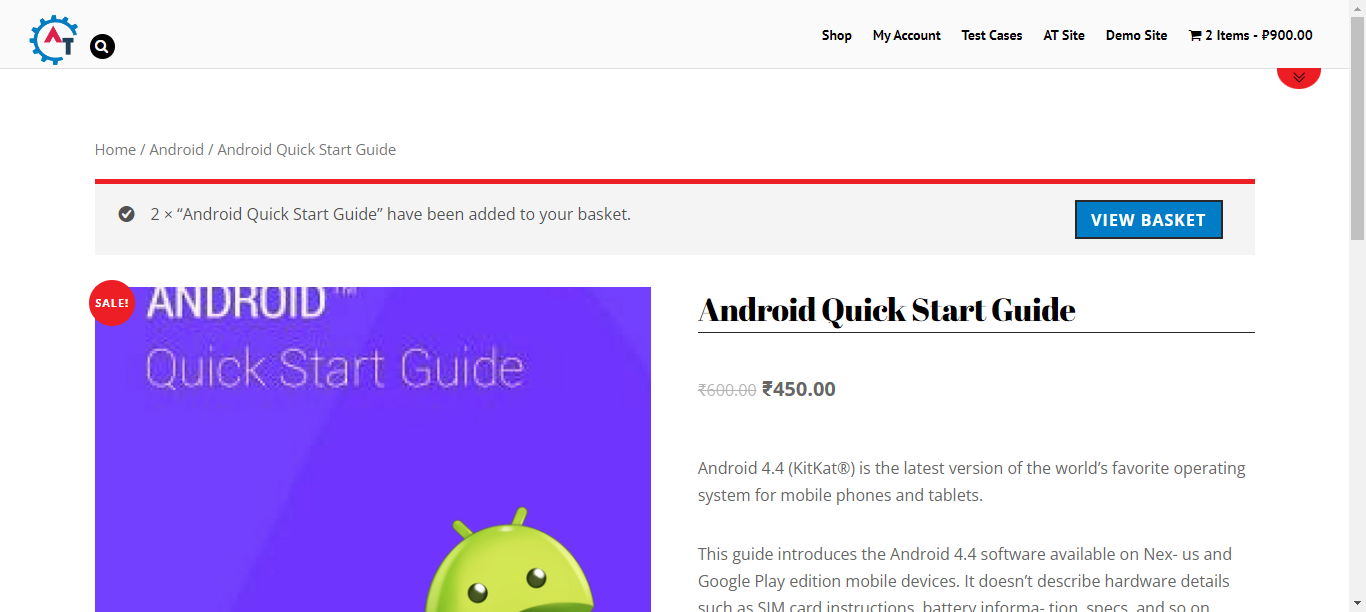 AT
Shop My Account Test Cases AT Site Demo Site 2 Items - ₽900.00
Home / Android / Android Quick Start Guide
2 × “Android Quick Start Guide” have been added to your basket.
VIEW BASKET
SALE!
ANDROID™
Quick Start Guide
Android Quick Start Guide
₹600.00 ₹450.00
Android 4.4 (KitKat®) is the latest version of the world’s favorite operating
system for mobile phones and tablets.
This guide introduces the Android 4.4 software available on Nex- us and
Google Play edition mobile devices. It doesn’t describe hardware details
such as SIM card instructions, battery informa- tion, specs, and so on